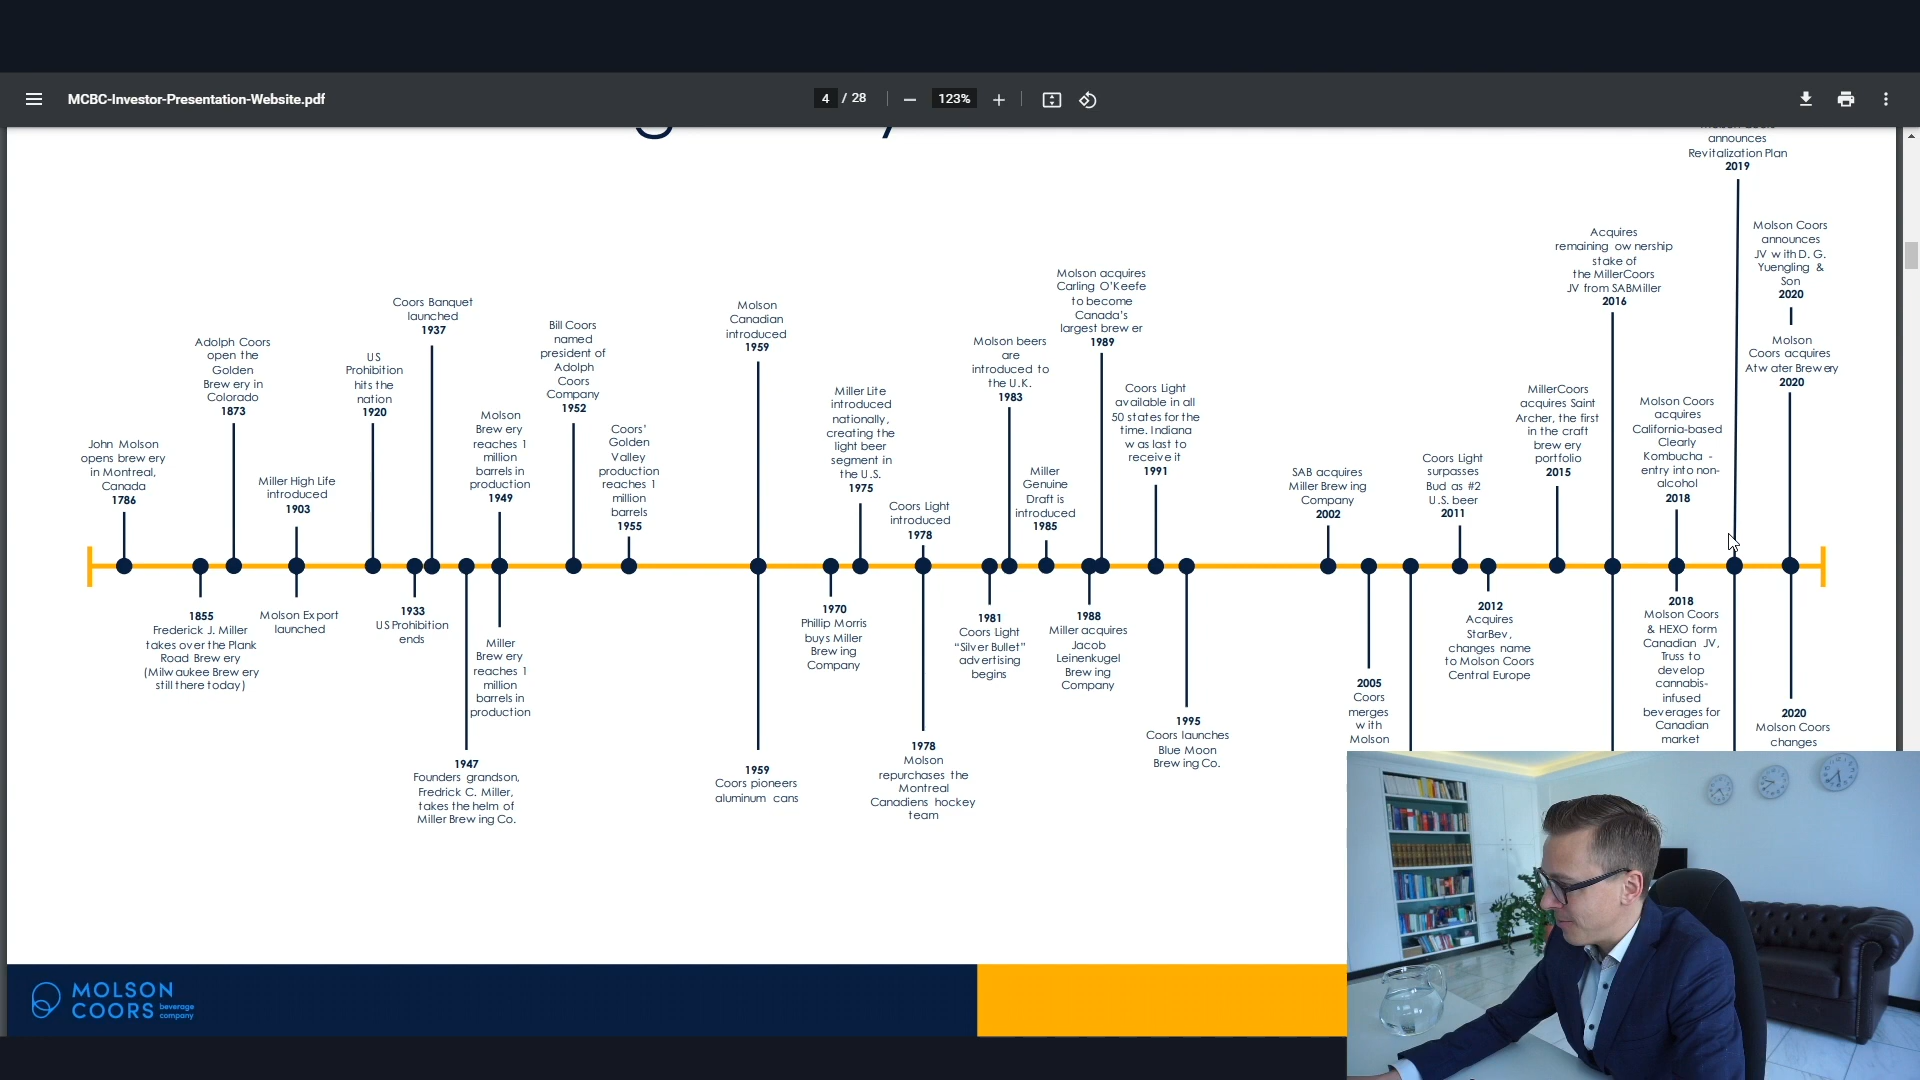 MCBC-Investor-Presentation-Website.pdf
4 / 28
123%
announces
Revitalization Plan
2019
Molson Coors
announces
JV with D. G.
Yuengling &
Son
2020
Acquires
remaining ownership
stake of
the MillerCoors
JV from SABMiller
2016
Molson acquires
Carling O'Keefe
to become
Canada's
largest brewer
1989
Coors Banquet
launched
1937
Molson
Canadian
introduced
1959
Bill Coors
named
president of
Adolph
Coors
Company
1952
Adolph Coors
open the
Golden
Brewery in
Colorado
1873
US
Prohibition
hits the
nation
1920
Molson beers
are
introduced to
the U.K.
1983
Molson
Coors acquires
Atwater Brewery
2020
Miller Lite
introduced
nationally,
creating the
light beer
segment in
the U.S.
1975
Coors Light
available in all
50 states for the
time. Indiana
was last to
receive it
1991
MillerCoors
acquires Saint
Archer, the first
in the craft
brewery
portfolio
2015
Molson Coors
acquires
California-based
Clearly
Kombucha -
entry into non-
alcohol
2018
Molson
Brewery
reaches 1
million
barrels in
production
1949
Coors'
Golden
Valley
production
reaches 1
million
barrels
1955
John Molson
opens brewery
in Montreal,
Canada
1786
Miller High Life
introduced
1903
Coors Light
introduced
1978
Miller
Genuine
Draft is
introduced
1985
SAB acquires
Miller Brewing
Company
2002
Coors Light
surpasses
Bud as #2
U.S. beer
2011
1855
Frederick J. Miller
takes over the Plank
Road Brewery
(Milwaukee Brewery
still there today)
Molson Export
launched
1933
US Prohibition
ends
Miller
Brewery
reaches 1
million
barrels in
production
1947
Founders grandson,
Fredrick C. Miller,
takes the helm of
Miller Brewing Co.
1959
Coors pioneers
aluminum cans
1970
Phillip Morris
buys Miller
Brewing
Company
1978
Molson
repurchases the
Montreal
Canadiens hockey
team
1981
Coors Light
“Silver Bullet”
advertising
begins
1988
Miller acquires
Jacob
Leinenkugel
Brewing
Company
1995
Coors launches
Blue Moon
Brewing Co.
2005
Coors
merges
with
Molson
2012
Acquires
StarBev,
changes name
to Molson Coors
Central Europe
2018
Molson Coors
& HEXO form
Canadian JV,
Truss to
develop
cannabis-
infused
beverages for
Canadian
market
2020
Molson Coors
changes
MOLSON
COORS beverage
company